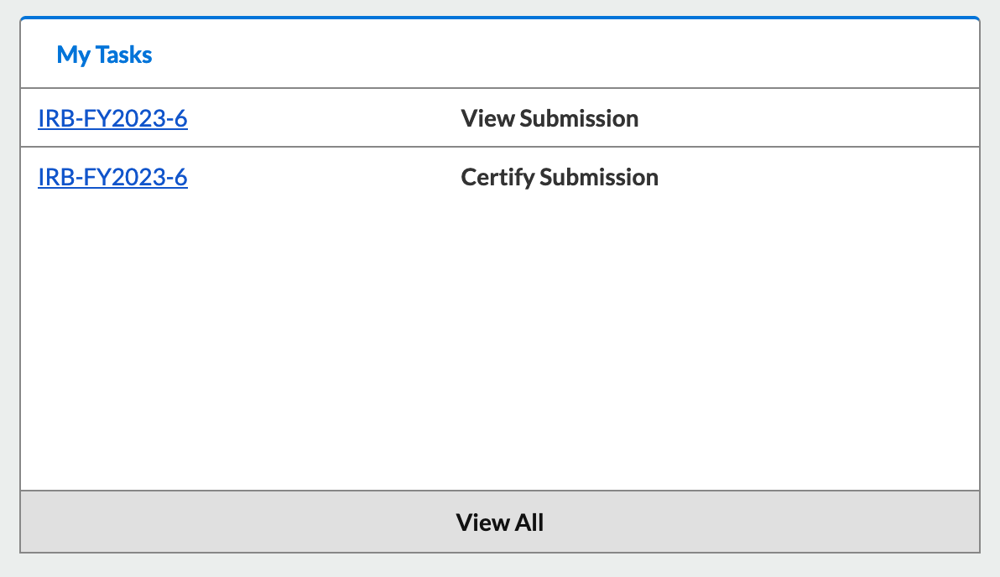 My Tasks
IRB-FY2023-6 View Submission
IRB-FY2023-6 Certify Submission
View All